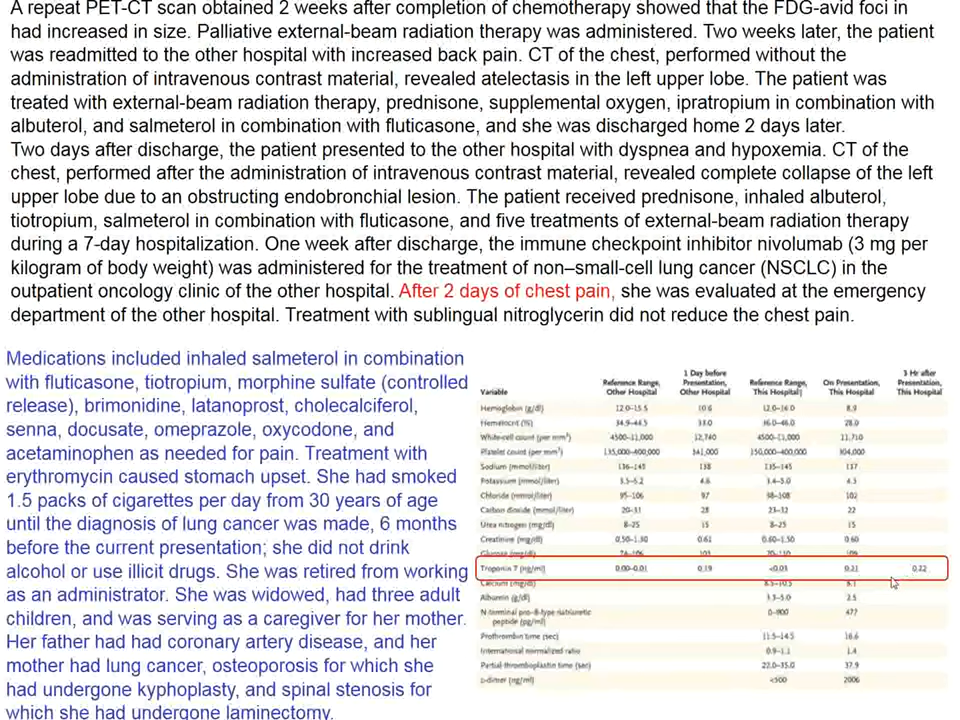 A repeat PET-CT scan obtained 2 weeks after completion of chemotherapy showed that the FDG-avid foci in
had increased in size. Palliative external-beam radiation therapy was administered. Two weeks later, the patient
was readmitted to the other hospital with increased back pain. CT of the chest, performed without the
administration of intravenous contrast material, revealed atelectasis in the left upper lobe. The patient was
treated with external-beam radiation therapy, prednisone, supplemental oxygen, ipratropium in combination with
albuterol, and salmeterol in combination with fluticasone, and she was discharged home 2 days later.
Two days after discharge, the patient presented to the other hospital with dyspnea and hypoxemia. CT of the
chest, performed after the administration of intravenous contrast material, revealed complete collapse of the left
upper lobe due to an obstructing endobronchial lesion. The patient received prednisone, inhaled albuterol,
tiotropium, salmeterol in combination with fluticasone, and five treatments of external-beam radiation therapy
during a 7-day hospitalization. One week after discharge, the immune checkpoint inhibitor nivolumab (3 mg per
kilogram of body weight) was administered for the treatment of non–small-cell lung cancer (NSCLC) in the
outpatient oncology clinic of the other hospital. After 2 days of chest pain, she was evaluated at the emergency
department of the other hospital. Treatment with sublingual nitroglycerin did not reduce the chest pain.
Medications included inhaled salmeterol in combination
with fluticasone, tiotropium, morphine sulfate (controlled
release), brimonidine, latanoprost, cholecalciferol,
senna, docusate, omeprazole, oxycodone, and
acetaminophen as needed for pain. Treatment with
erythromycin caused stomach upset. She had smoked
1.5 packs of cigarettes per day from 30 years of age
until the diagnosis of lung cancer was made, 6 months
before the current presentation; she did not drink
alcohol or use illicit drugs. She was retired from working
as an administrator. She was widowed, had three adult
children, and was serving as a caregiver for her mother.
Her father had had coronary artery disease, and her
mother had lung cancer, osteoporosis for which she
had undergone kyphoplasty, and spinal stenosis for
which she had undergone laminectomy.
Variable Reference Range, Other Hospital 1 Day before Presentation, Other Hospital Reference Range, This Hospital On Presentation, This Hospital 3 Hr after Presentation, This Hospital
Hemoglobin (g/dl) 12.0–15.5 10.6 12.0–16.0 8.9
Hematocrit (%) 34.9–44.5 33.0 36.0–46.0 28.0
White-cell count (per mm³) 4500–11,000 12,740 4500–11,000 11,710
Platelet count (per mm³) 150,000–400,000
Sodium (mmol/liter) 138 135–145 137
Potassium (mmol/liter) 4.6 3.4–5.0
Chloride (mmol/liter) 95–106 97 98–108 102
Carbon dioxide (mmol/liter) 20–31 28 23–32 22
Urea nitrogen (mg/dl) 8–25 15 8–25 15
Creatinine (mg/dl) 0.50–1.30 0.61 0.60–1.50 0.60
Glucose (mg/dl)
Troponin T (ng/ml) 0.00–0.01 0.19 <0.03 0.21 0.22
Calcium (mg/dl)
Albumin (g/dl) 3.3–5.0 2.5
N-terminal pro–B-type natriuretic
peptide (pg/ml) 0–900 477
Prothrombin time (sec) 11.5–14.5 16.6
International normalized ratio 0.9–1.1 1.4
Partial-thromboplastin time (sec) 22.0–35.0 37.9
D-dimer (ng/ml) <500 2006